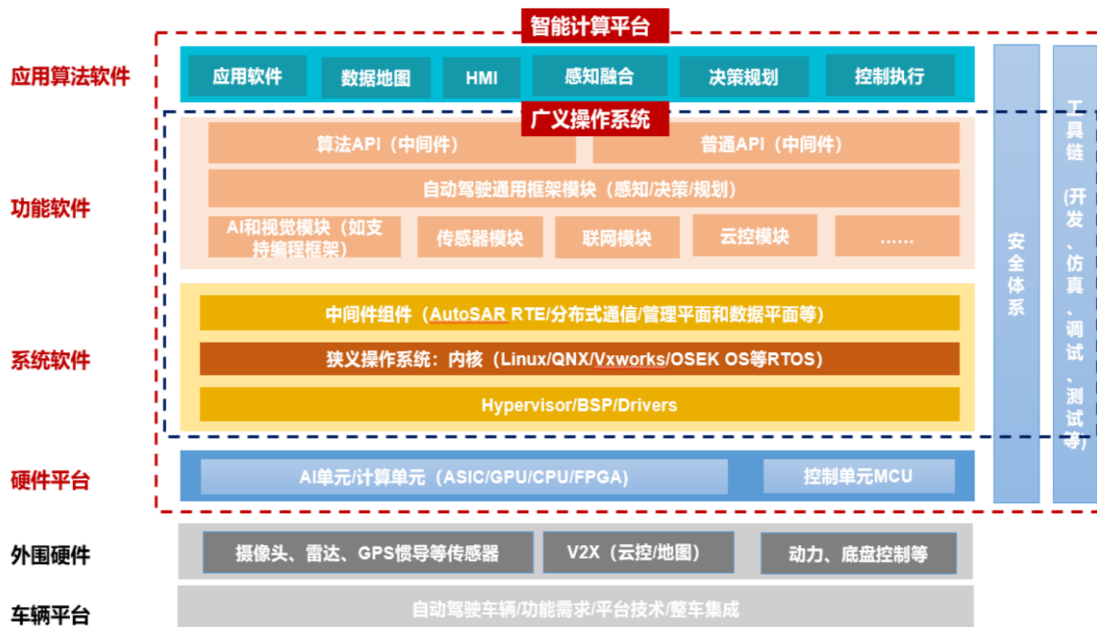 智能计算平台
应用算法软件
应用软件
数据地图
HMI
感知融合
决策规划
控制执行
广义操作系统
功能软件
算法API（中间件）
普通API（中间件）
自动驾驶通用框架模块（感知/决策/规划）
AI和视觉模块（如支
持编程框架）
传感器模块
联网模块
云控模块
……
系统软件
中间件组件（AutoSAR RTE/分布式通信/管理平面和数据平面等）
狭义操作系统：内核（Linux/QNX/Vxworks/OSEK OS等RTOS）
Hypervisor/BSP/Drivers
硬件平台
AI单元/计算单元（ASIC/GPU/CPU/FPGA）
控制单元MCU
安全体系
工具链（开发、仿真、调试、测试等）
外围硬件
摄像头、雷达、GPS惯导等传感器
V2X（云控/地图）
动力、底盘控制等
车辆平台
自动驾驶车辆/功能需求/平台技术/整车集成